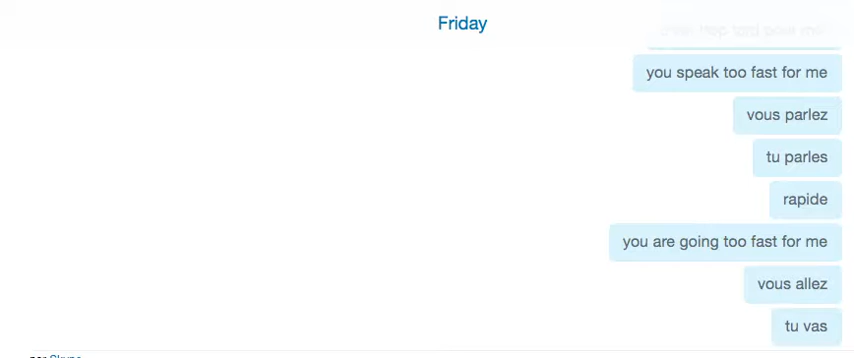 Friday
you speak too fast for me
vous parlez
tu parles
rapide
you are going too fast for me
vous allez
tu vas